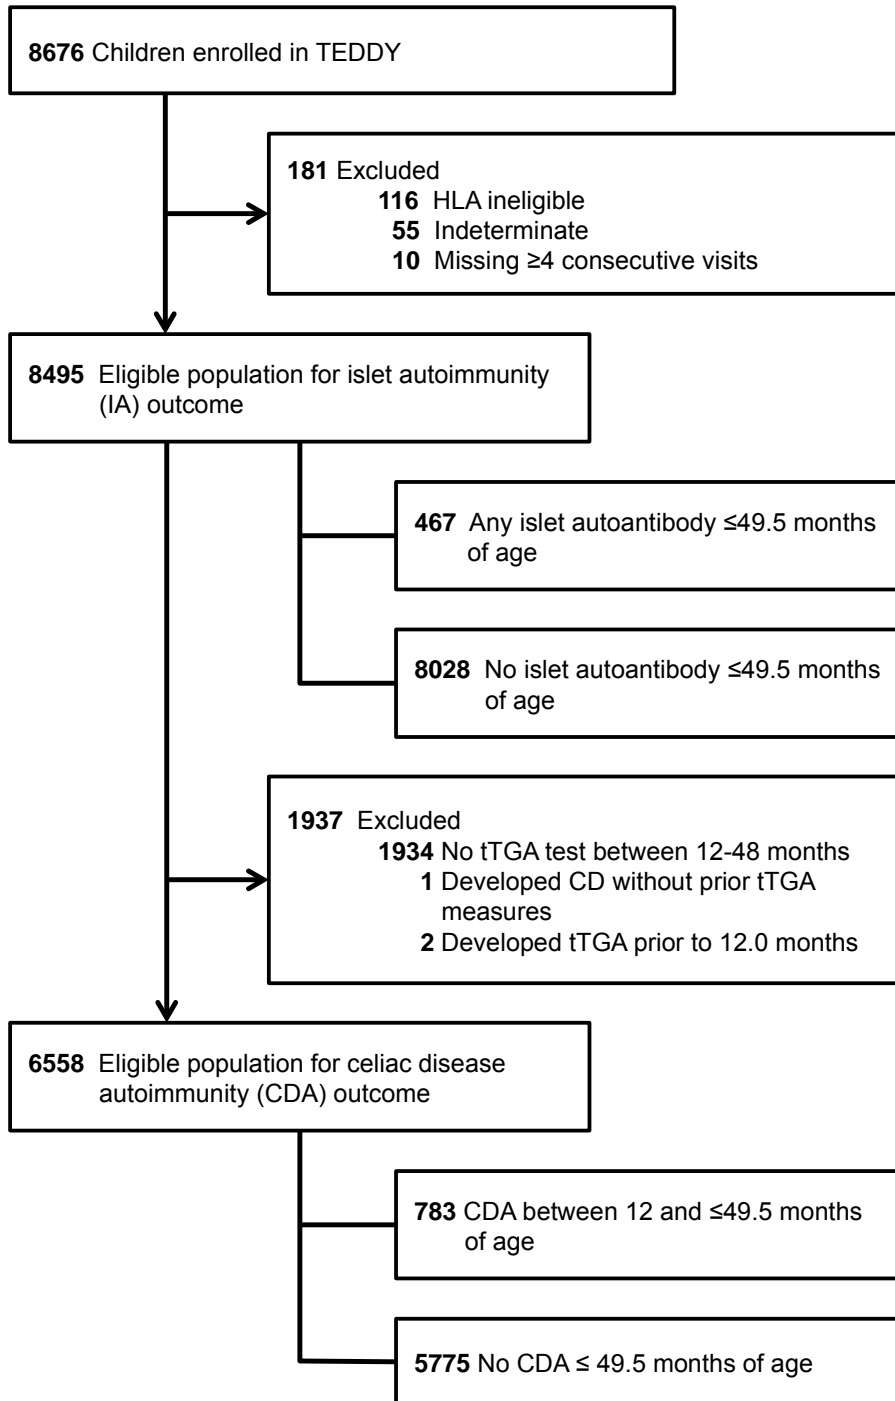 8676 Children enrolled in TEDDY
181 Excluded
116 HLA ineligible
55 Indeterminate
10 Missing ≥4 consecutive visits
8495 Eligible population for islet autoimmunity
(IA) outcome
467 Any islet autoantibody ≤49.5 months
of age
8028 No islet autoantibody ≤49.5 months
of age
1937 Excluded
1934 No tTGA test between 12-48 months
1 Developed CD without prior tTGA
measures
2 Developed tTGA prior to 12.0 months
6558 Eligible population for celiac disease
autoimmunity (CDA) outcome
783 CDA between 12 and ≤49.5 months
of age
5775 No CDA ≤ 49.5 months of age